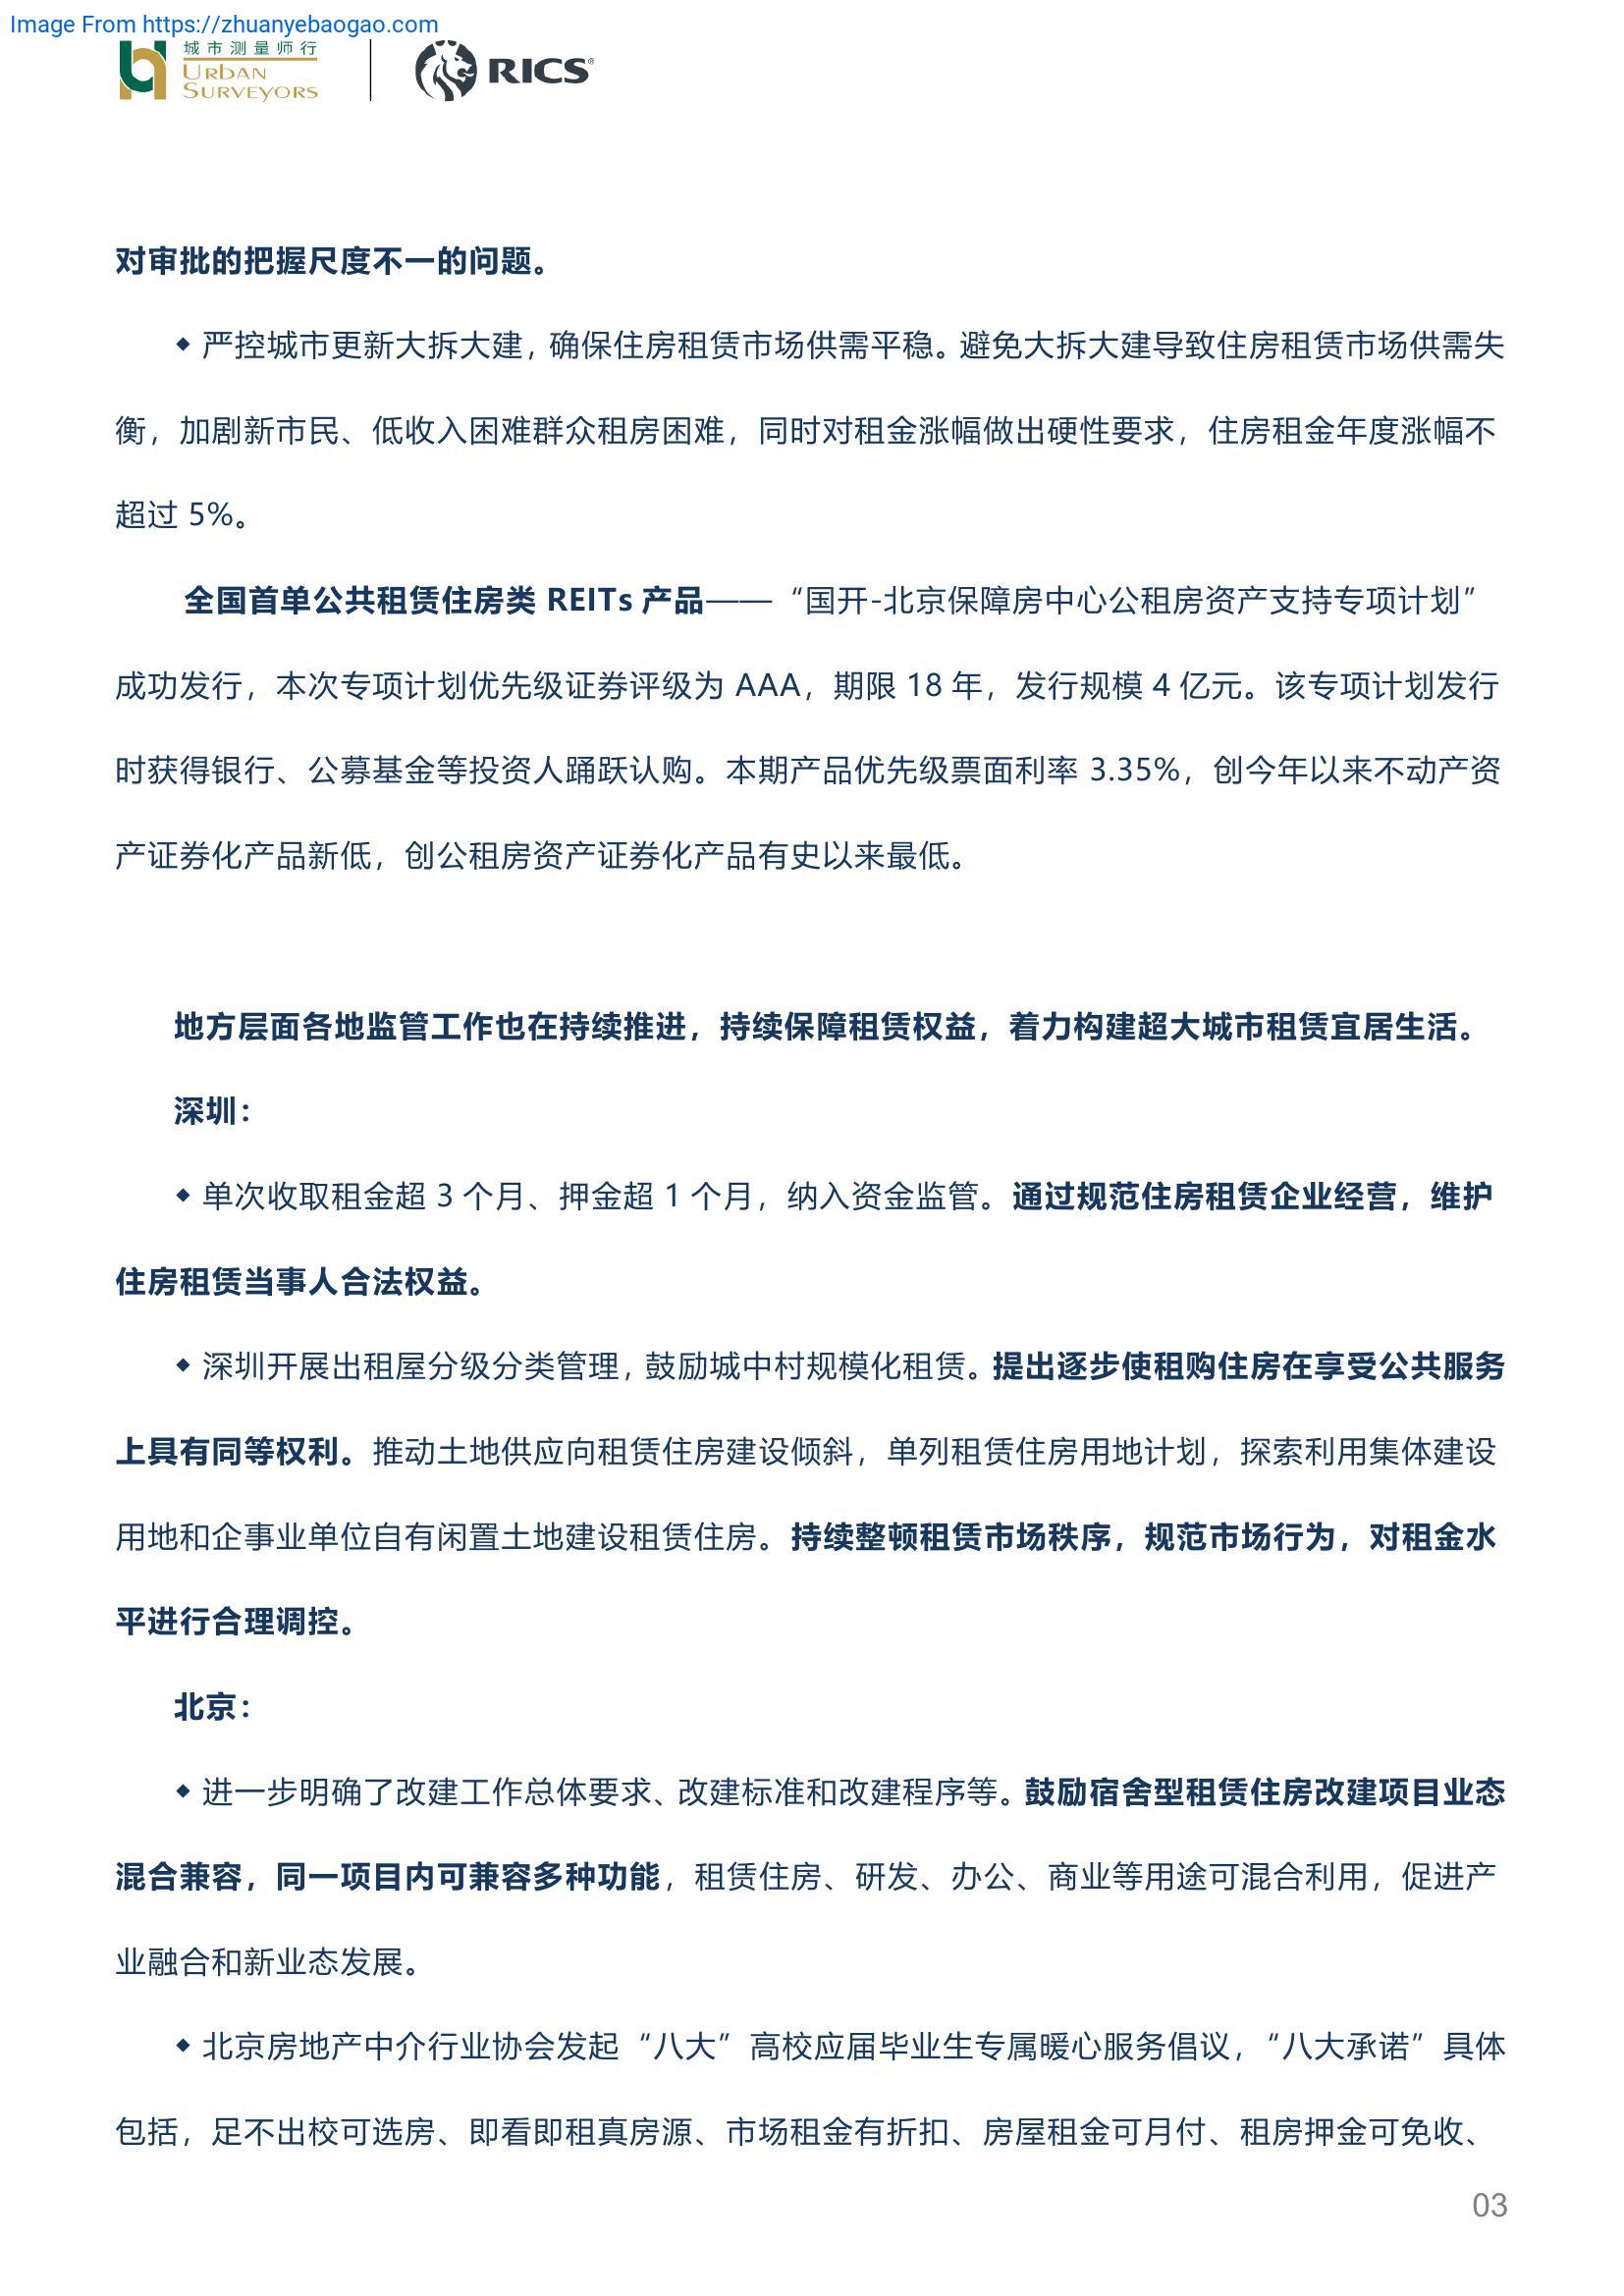 Image From https://zhuanyebaogao.com
城市测量师行
URBAN
SURVEYORS
RICS®
对审批的把握尺度不一的问题。
◆ 严控城市更新大拆大建，确保住房租赁市场供需平稳。避免大拆大建导致住房租赁市场供需失
衡，加剧新市民、低收入困难群众租房困难，同时对租金涨幅做出硬性要求，住房租金年度涨幅不
超过 5%。
全国首单公共租赁住房类 REITs 产品——“国开-北京保障房中心公租房资产支持专项计划”
成功发行，本次专项计划优先级证券评级为 AAA，期限 18 年，发行规模 4 亿元。该专项计划发行
时获得银行、公募基金等投资人踊跃认购。本期产品优先级票面利率 3.35%，创今年以来不动产资
产证券化产品新低，创公租房资产证券化产品有史以来最低。
地方层面各地监管工作也在持续推进，持续保障租赁权益，着力构建超大城市租赁宜居生活。
深圳：
◆ 单次收取租金超 3 个月、押金超 1 个月，纳入资金监管。通过规范住房租赁企业经营，维护
住房租赁当事人合法权益。
◆ 深圳开展出租屋分级分类管理，鼓励城中村规模化租赁。提出逐步使租购住房在享受公共服务
上具有同等权利。推动土地供应向租赁住房建设倾斜，单列租赁住房用地计划，探索利用集体建设
用地和企事业单位自有闲置土地建设租赁住房。持续整顿租赁市场秩序，规范市场行为，对租金水
平进行合理调控。
北京：
◆ 进一步明确了改建工作总体要求、改建标准和改建程序等。鼓励宿舍型租赁住房改建项目业态
混合兼容，同一项目内可兼容多种功能，租赁住房、研发、办公、商业等用途可混合利用，促进产
业融合和新业态发展。
◆ 北京房地产中介行业协会发起“八大”高校应届毕业生专属暖心服务倡议，“八大承诺”具体
包括，足不出校可选房、即看即租真房源、市场租金有折扣、房屋租金可月付、租房押金可免收、
03